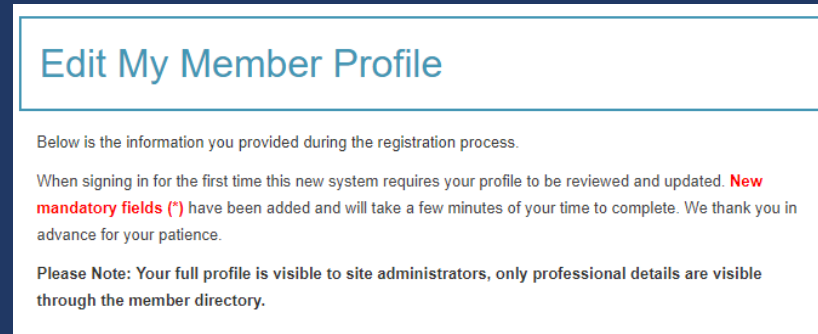 Edit My Member Profile
Below is the information you provided during the registration process.
When signing in for the first time this new system requires your profile to be reviewed and updated. New
mandatory fields (*) have been added and will take a few minutes of your time to complete. We thank you in
advance for your patience.
Please Note: Your full profile is visible to site administrators, only professional details are visible
through the member directory.